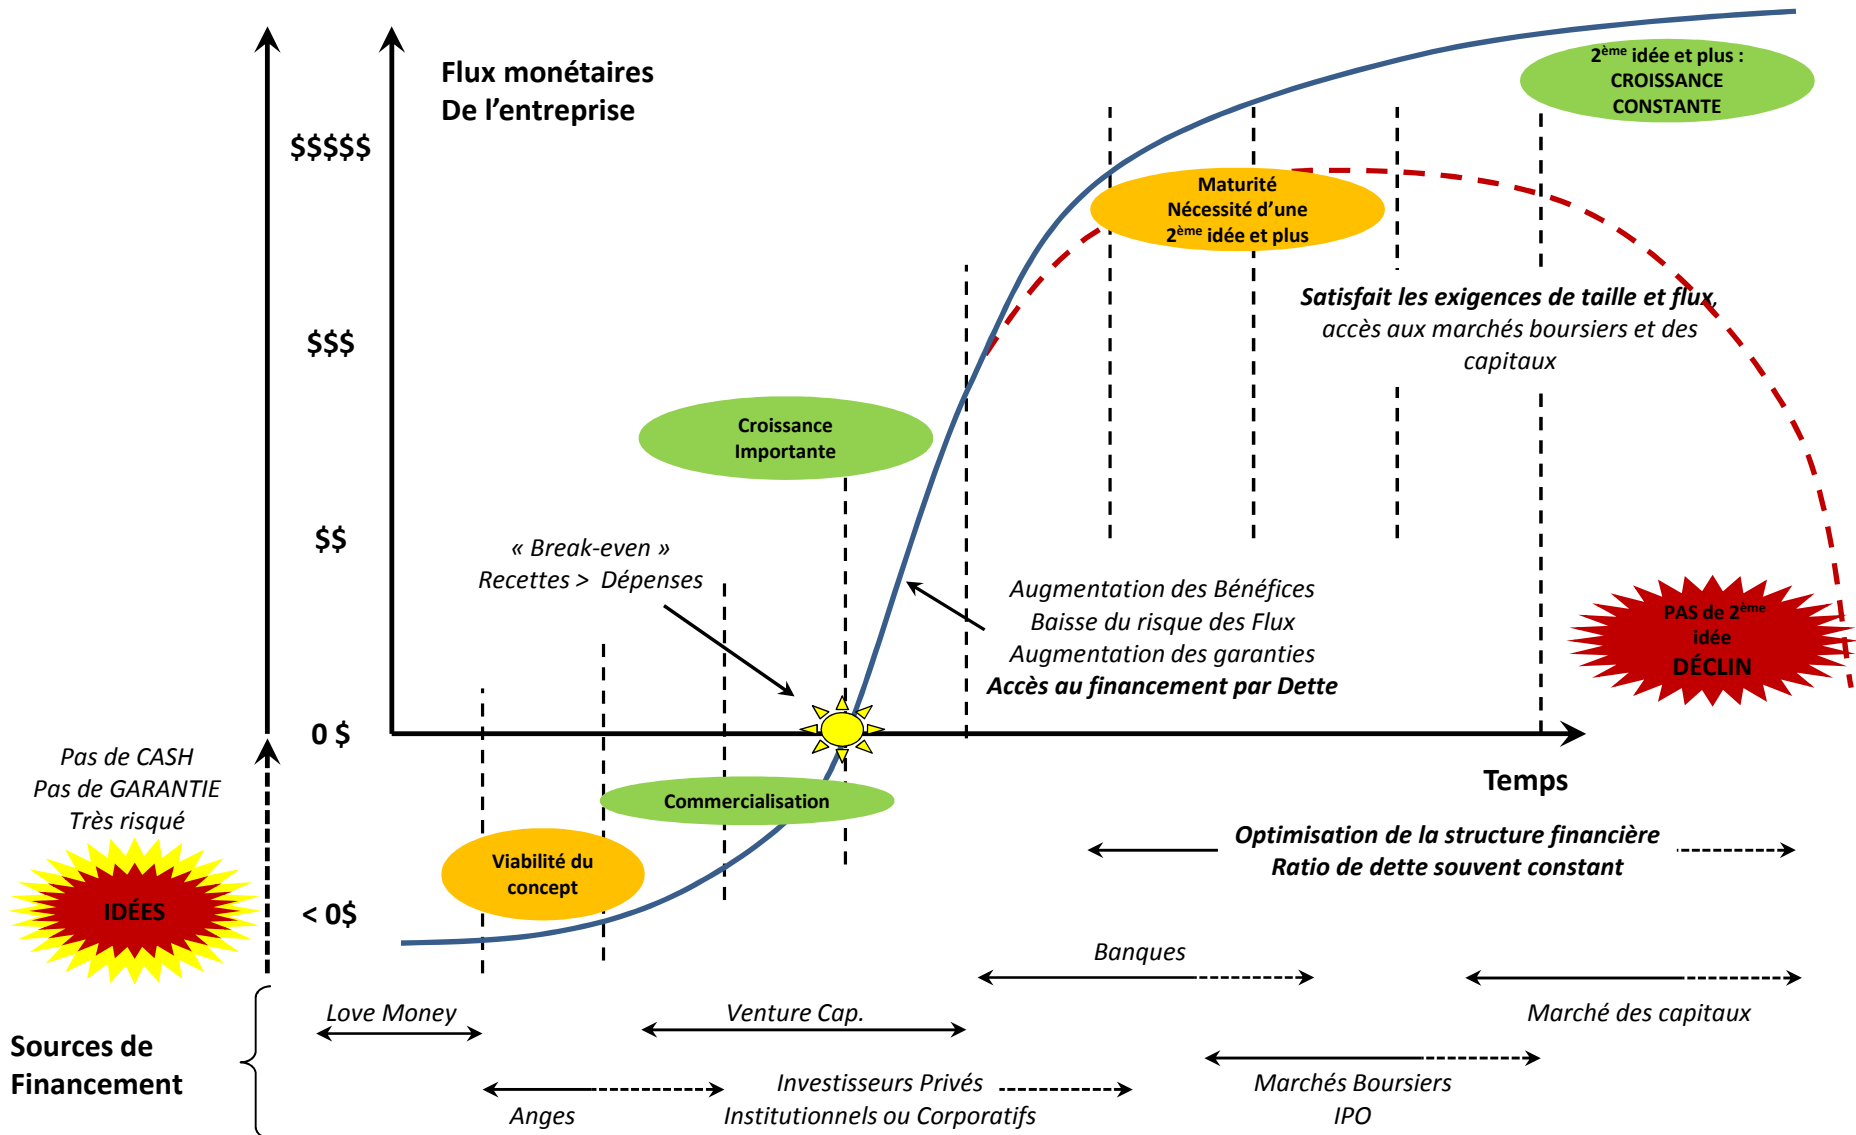 Flux monétaires
De l'entreprise
$$$$$
$$$
$$
0 $
< 0$
2ème idée et plus :
CROISSANCE
CONSTANTE
Maturité
Nécessité d'une
2ème idée et plus
Satisfait les exigences de taille et flux,
accès aux marchés boursiers et des
capitaux
Croissance
Importante
« Break-even »
Recettes > Dépenses
Augmentation des Bénéfices
Baisse du risque des Flux
Augmentation des garanties
Accès au financement par Dette
PAS de 2ème
idée
DÉCLIN
Temps
Pas de CASH
Pas de GARANTIE
Très risqué
IDÉES
Commercialisation
Viabilité du
concept
Optimisation de la structure financière
Ratio de dette souvent constant
Banques
Love Money
Venture Cap.
Marché des capitaux
Sources de
Financement
Anges
Investisseurs Privés
Institutionnels ou Corporatifs
Marchés Boursiers
IPO